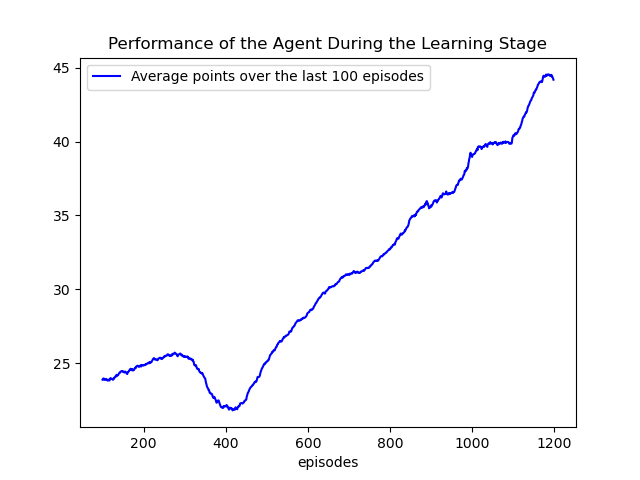 Performance of the Agent During the Learning Stage
Average points over the last 100 episodes
45
40
35
30
25
200 400 600 800 1000 1200
episodes